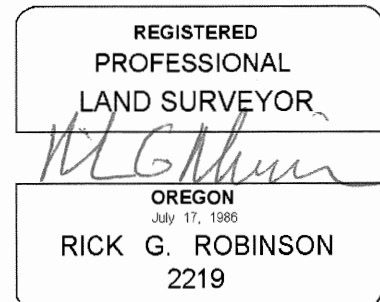 REGISTERED
PROFESSIONAL
LAND SURVEYOR
OREGON
July 17, 1986
RICK G. ROBINSON
2219